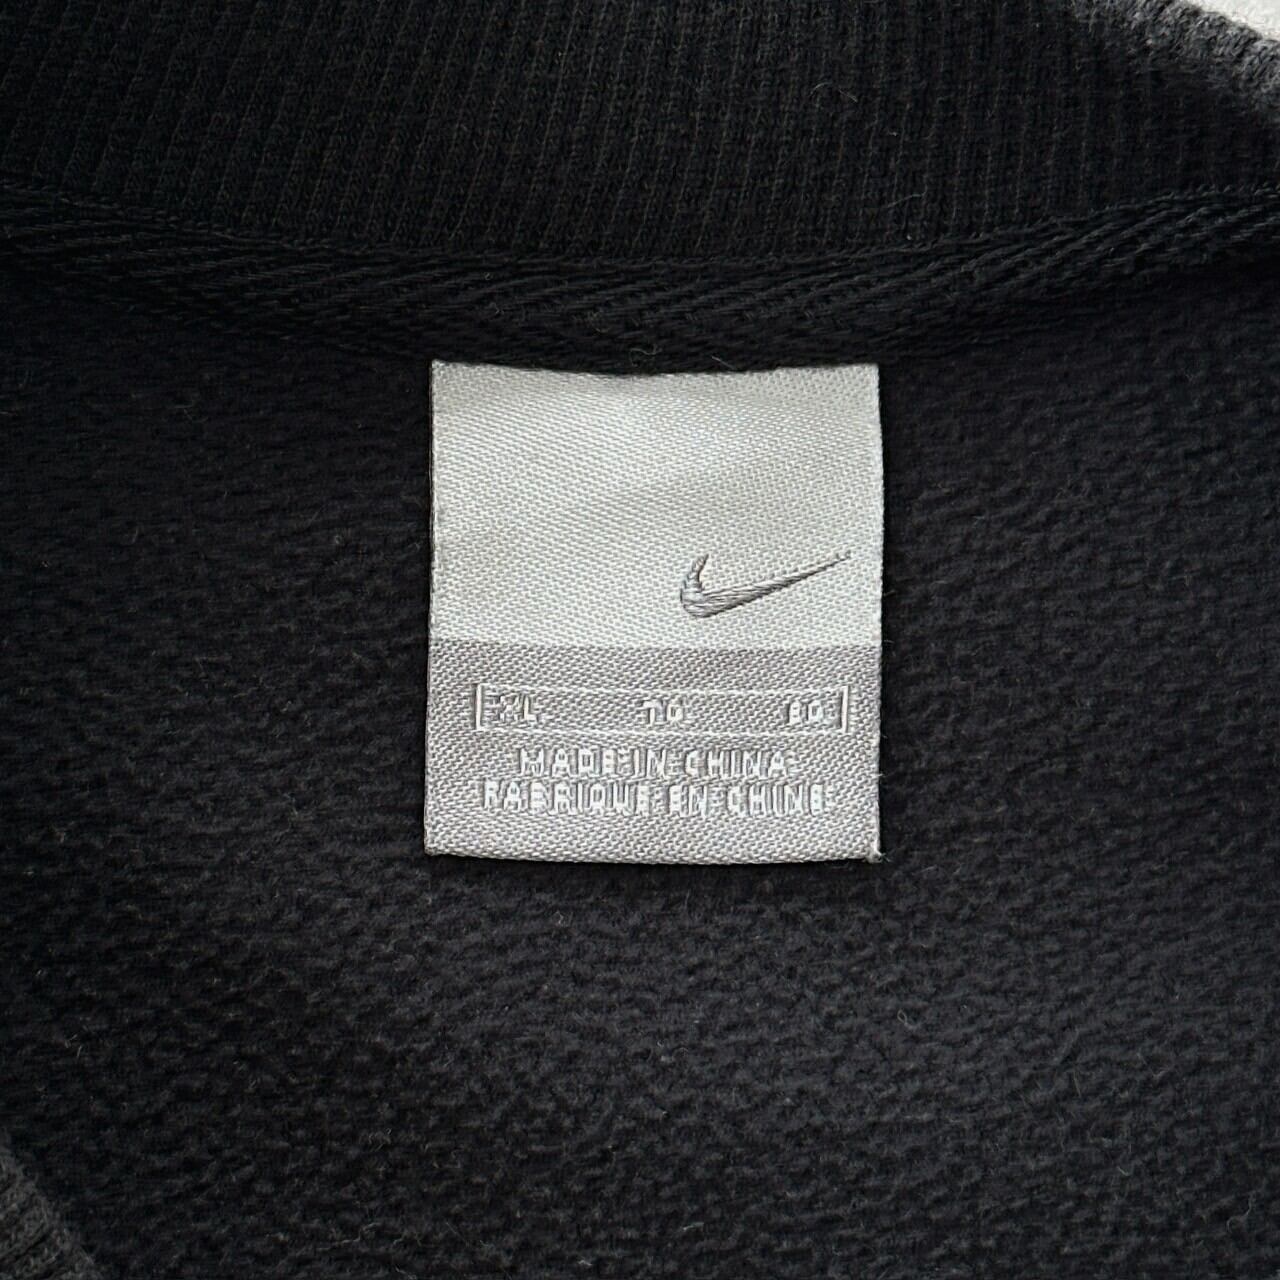 XL TG EG
MADE IN CHINA
FABRIQUE EN CHINE